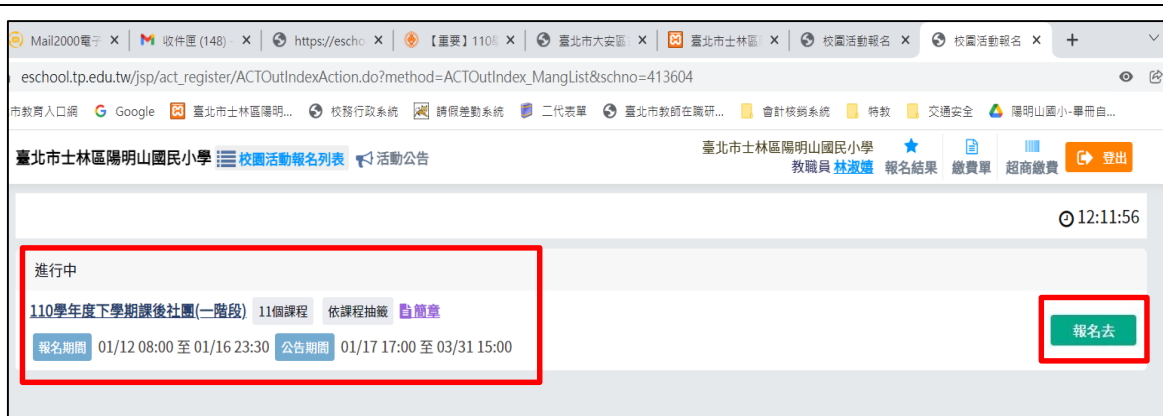 Mail2000電子 × M 收件匣 (148) - × https://escho × 【重要】110 × 臺北市大安區 × 臺北市士林區 × 校園活動報名 × 校園活動報名 × +
eschool.tp.edu.tw/jsp/act_register/ACTOutIndexAction.do?method=ACTOutIndex_MangList&schno=413604
市教育入口網 G Google 臺北市士林區陽明... 校務行政系統 請假差勤系統 二代表單 臺北市教師在職研... 會計核銷系統 特教 交通安全 陽明山國小-畢冊自...
臺北市士林區陽明山國民小學 校園活動報名列表 活動公告
臺北市士林區陽明山國民小學
教職員 林淑嬉 報名結果 繳費單 超商繳費 登出
12:11:56
進行中
110學年度下學期課後社團(一階段) 11個課程 依課程抽籤 簡章
報名去
報名期間 01/12 08:00 至 01/16 23:30 公告期間 01/17 17:00 至 03/31 15:00